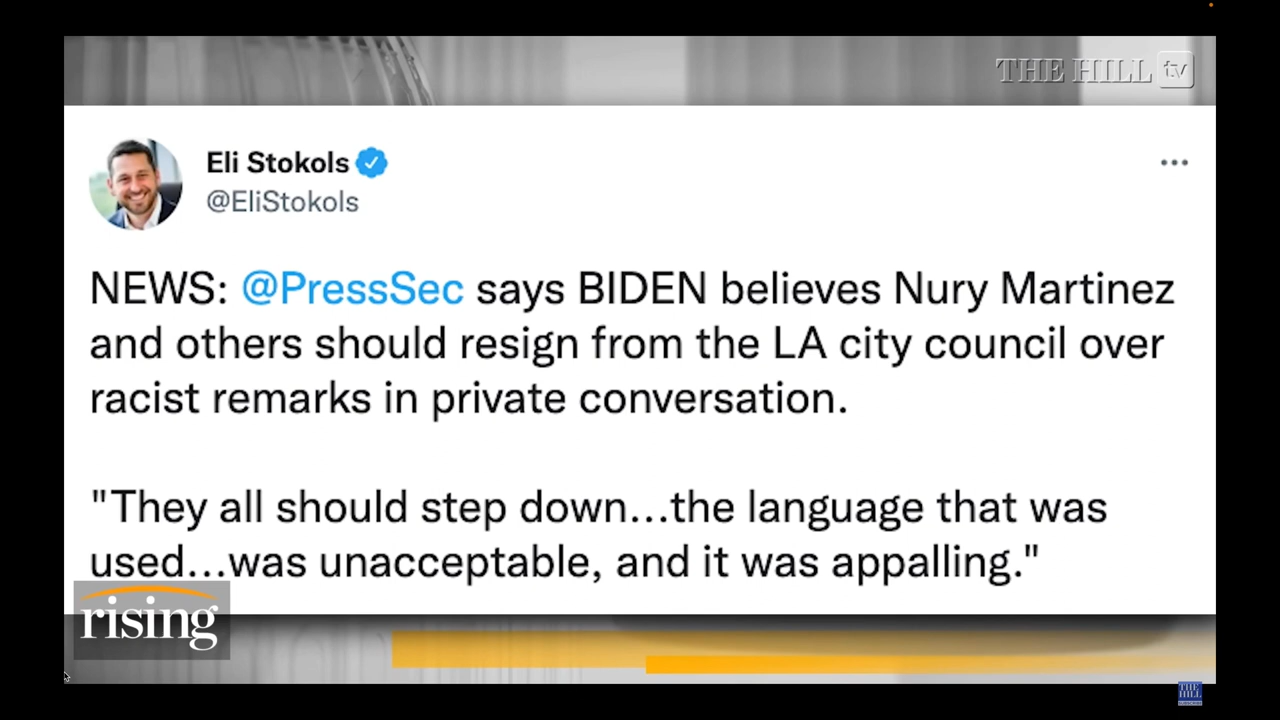 THE HILL tv
Eli Stokols
@EliStokols
NEWS: @PressSec says BIDEN believes Nury Martinez
and others should resign from the LA city council over
racist remarks in private conversation.
"They all should step down...the language that was
used...was unacceptable, and it was appalling."
rising
THE
HILL